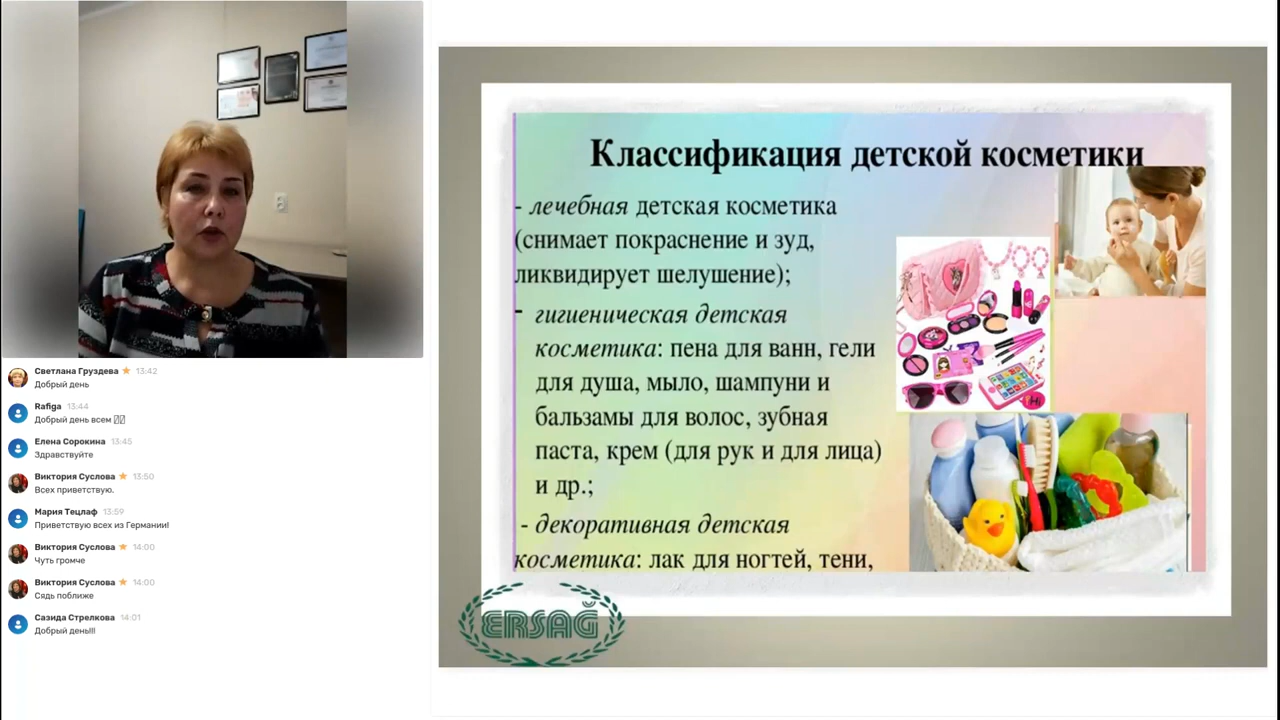 Светлана Груздева 13:42
Добрый день
Rafiga 13:44
Добрый день всем
Елена Сорокина 13:45
Здравствуйте
Виктория Суслова 13:50
Всех приветствую.
Мария Тецлаф 13:59
Приветствую всех из Германии!
Виктория Суслова 14:00
Чуть громче
Виктория Суслова 14:00
Сядь поближе
Сазида Стрелкова 14:01
Добрый день!!!
Классификация детской косметики
- лечебная детская косметика
(снимает покраснение и зуд,
ликвидирует шелушение);
- гигиеническая детская
косметика: пена для ванн, гели
для душа, мыло, шампуни и
бальзамы для волос, зубная
паста, крем (для рук и для лица)
и др.;
- декоративная детская
косметика: лак для ногтей, тени,
ERSAĞ